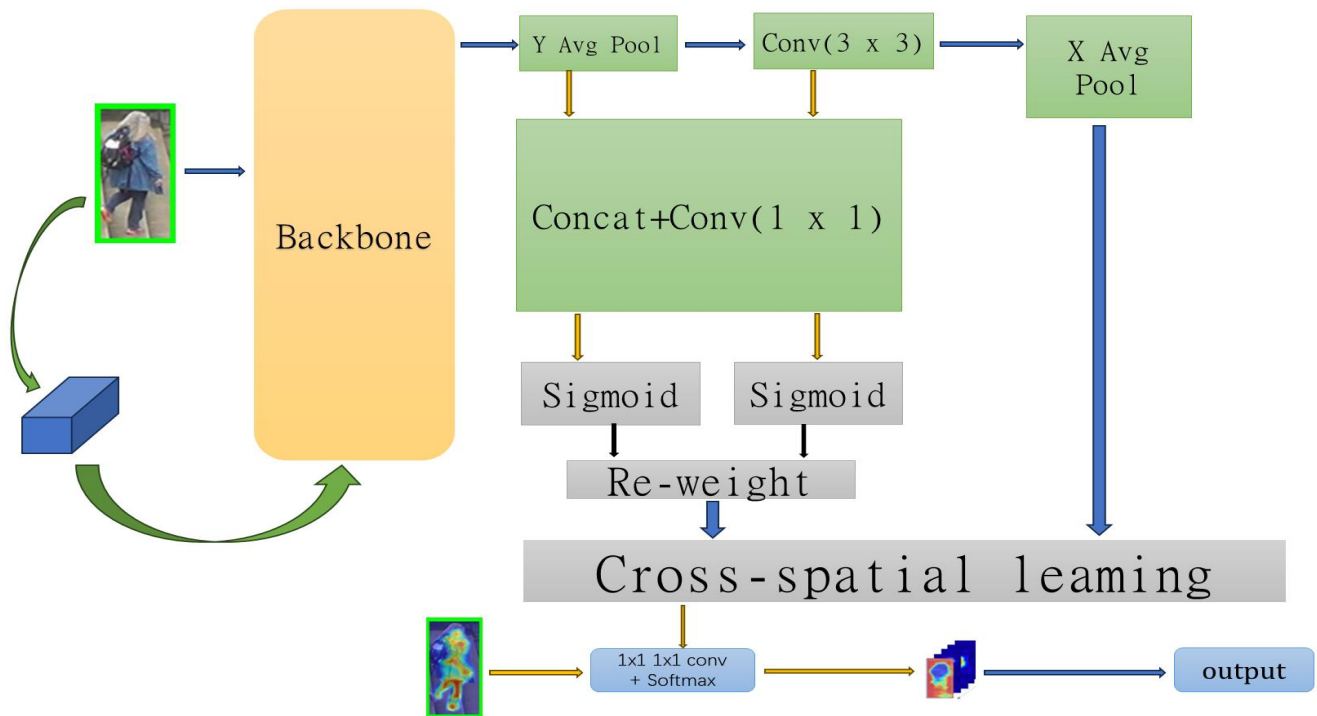 Y Avg Pool
Conv(3 x 3)
X Avg
Pool
Backbone
Concat+Conv(1 x 1)
Sigmoid
Sigmoid
Re-weight
Cross-spatial leaming
1x1 1x1 conv
+ Softmax
output